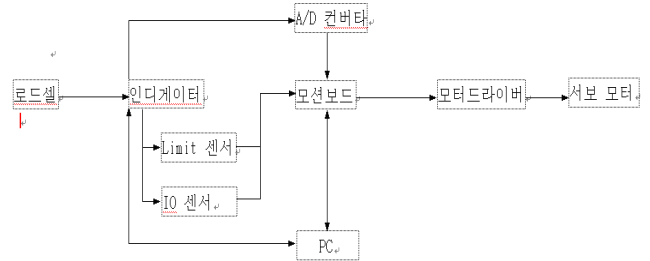 A/D 컨버타
로드셀
인디게이터
모션보드
모터드라이버
서보 모터
Limit 센서
IO 센서
PC